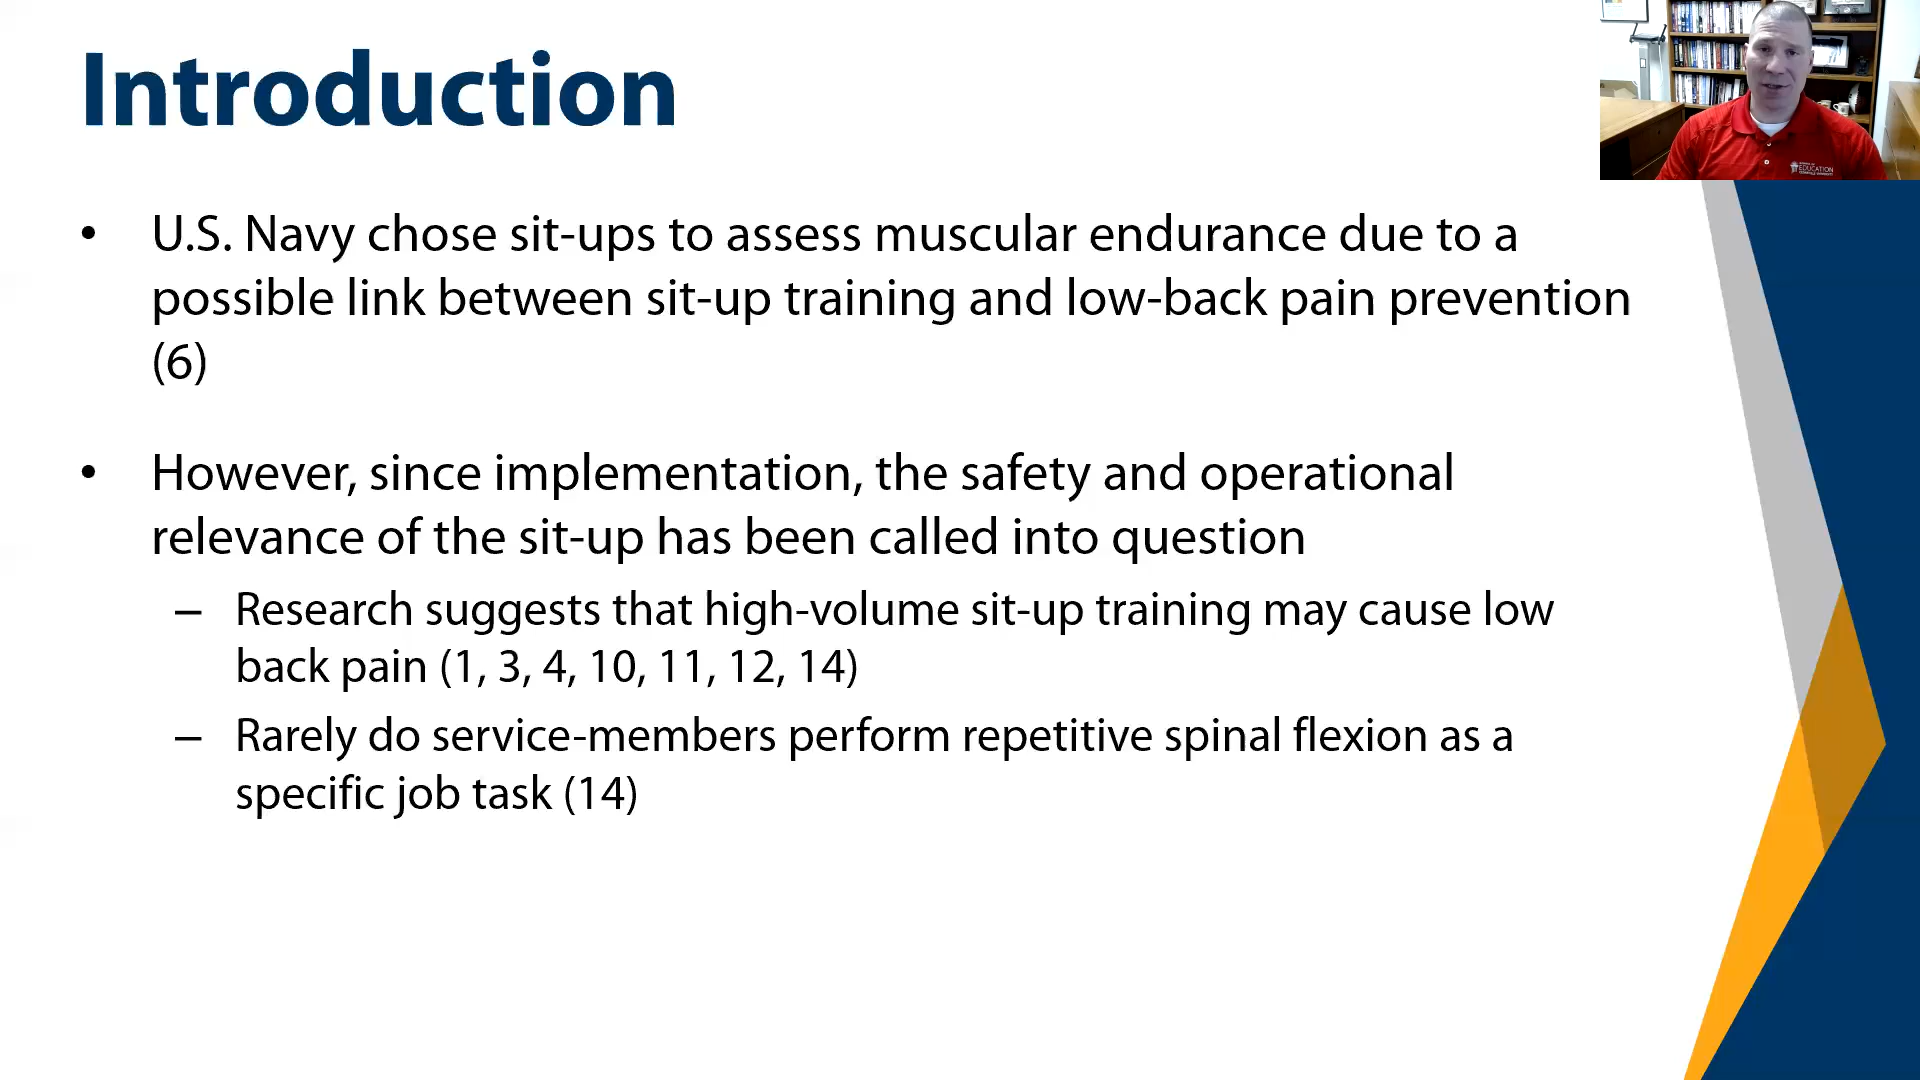 Introduction
• U.S. Navy chose sit-ups to assess muscular endurance due to a
possible link between sit-up training and low-back pain prevention
(6)
• However, since implementation, the safety and operational
relevance of the sit-up has been called into question
– Research suggests that high-volume sit-up training may cause low
back pain (1, 3, 4, 10, 11, 12, 14)
– Rarely do service-members perform repetitive spinal flexion as a
specific job task (14)
EDUCATION